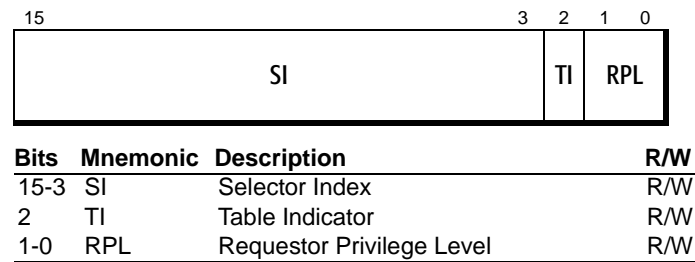 15 3 2 1 0
SI TI RPL
Bits Mnemonic Description R/W
15-3 SI Selector Index R/W
2 TI Table Indicator R/W
1-0 RPL Requestor Privilege Level R/W